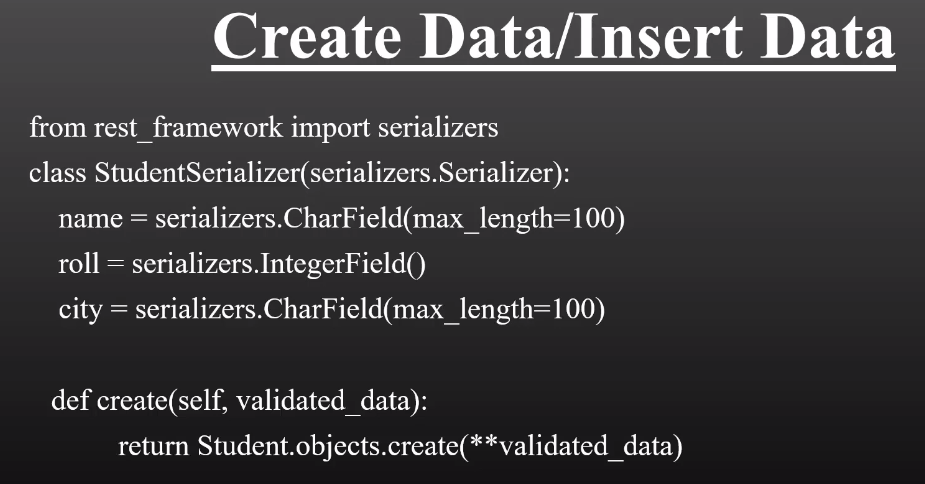 Create Data/Insert Data
from rest_framework import serializers
class StudentSerializer(serializers.Serializer):
name = serializers.CharField(max_length=100)
roll = serializers.IntegerField()
city = serializers.CharField(max_length=100)
def create(self, validated_data):
return Student.objects.create(**validated_data)